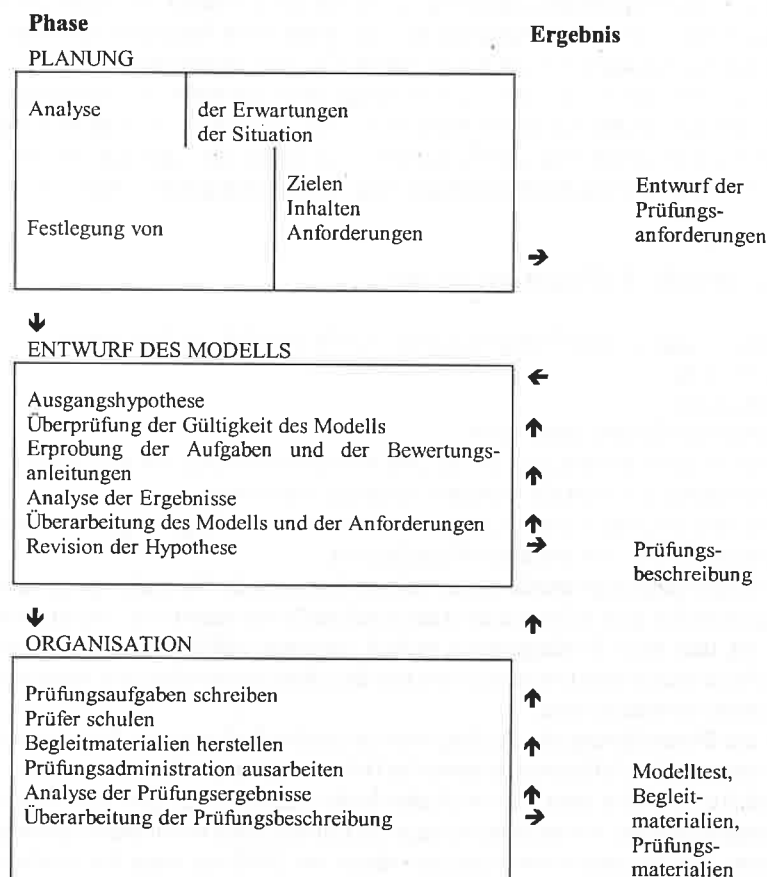 Phase
Ergebnis
PLANUNG
Analyse
der Erwartungen
der Situation
Festlegung von
Zielen
Inhalten
Anforderungen
➔
Entwurf der
Prüfungs-
anforderungen
ENTWURF DES MODELLS
Ausgangshypothese
Überprüfung der Gültigkeit des Modells
Erprobung der Aufgaben und der Bewertungs-
anleitungen
Analyse der Ergebnisse
Überarbeitung des Modells und der Anforderungen
Revision der Hypothese
Prüfungs-
beschreibung
ORGANISATION
Prüfungsaufgaben schreiben
Prüfer schulen
Begleitmaterialien herstellen
Prüfungsadministration ausarbeiten
Analyse der Prüfungsergebnisse
Überarbeitung der Prüfungsbeschreibung
Modelltest,
Begleit-
materialien,
Prüfungs-
materialien